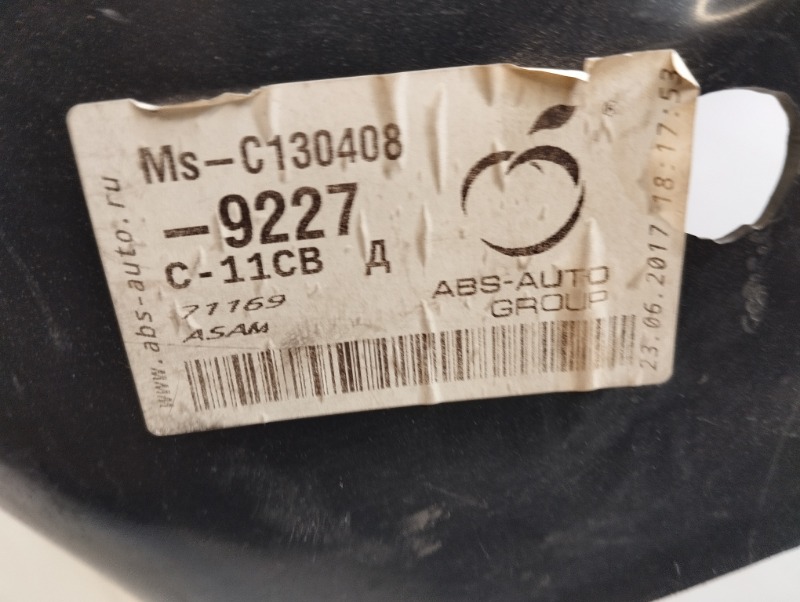 Ms-C130408
-9227
C-11CB Д
71169
ASAM
ABS-AUTO
GROUP
®
www.abs-auto.ru
23.06.2017 18:17:53